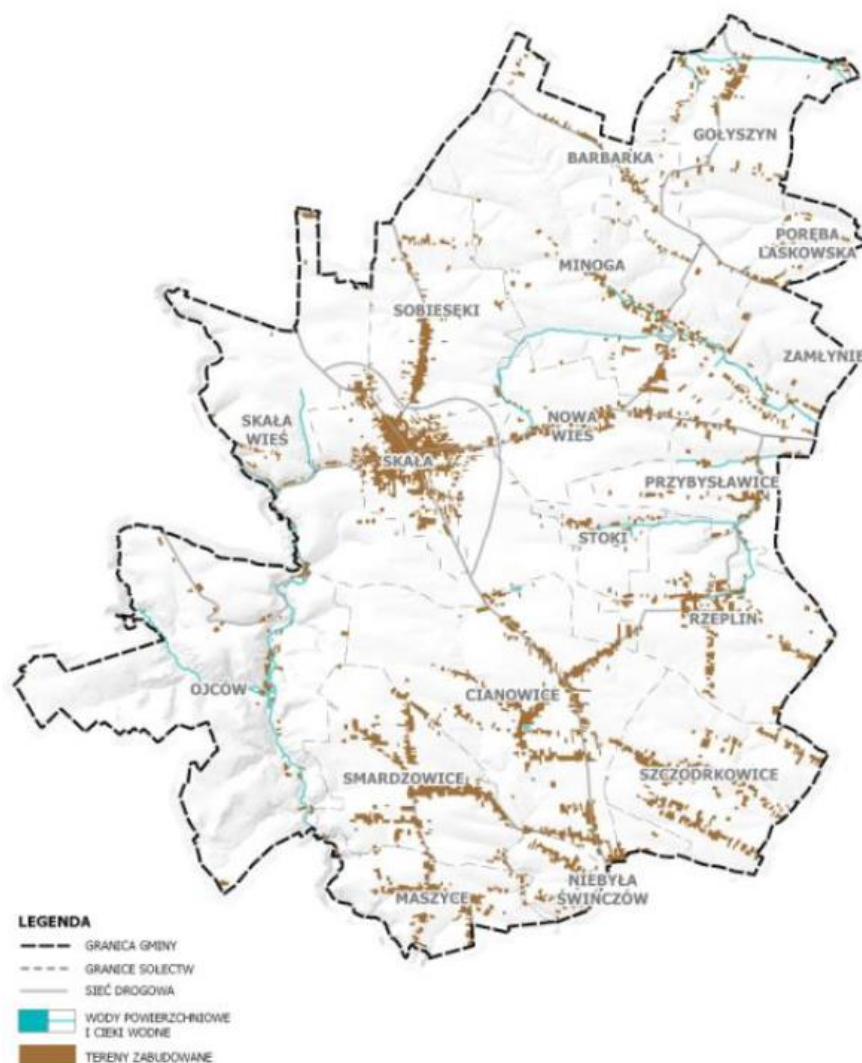 GOŁYSZYN
BARBARKA
PORĘBA
LASKOWSKA
MINOGA
SOBIESĘKI
ZAMŁYNIE
SKAŁA
WIEŚ
NOWA
WIEŚ
SKAŁA
PRZYBYSŁAWICE
STOKI
RZEPLIN
OJCÓW
CIANOWICE
SMARDZOWICE
SZCZODRKOWICE
NIEBYŁA
ŚWIŃCZÓW
MASZYCE
LEGENDA
GRANICA GMINY
GRANICE SOŁECTW
SIEĆ DROGOWA
WODY POWIERZCHNIOWE
I CIEKI WODNE
TERENY ZABUDOWANE